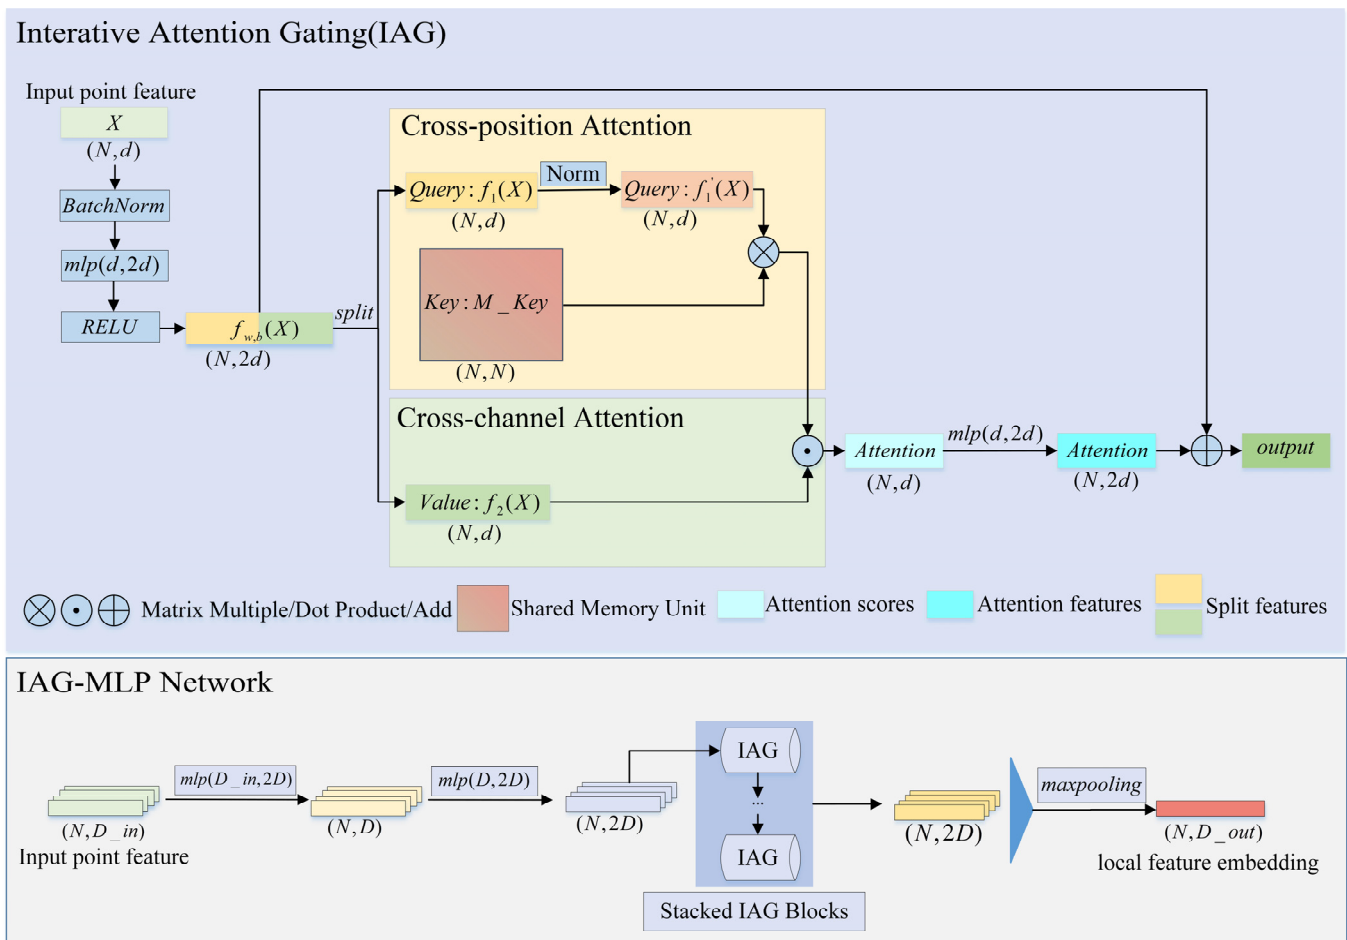 Interative Attention Gating(IAG)
Input point feature
X
(N,d)
BatchNorm
mlp(d,2d)
RELU
f_{w,b}(X)
(N,2d)
split
Cross-position Attention
Query:f_1(X)
(N,d)
Norm
Query:f_1'(X)
(N,d)
Key:M_Key
(N,N)
Cross-channel Attention
Value:f_2(X)
(N,d)
Attention
(N,d)
mlp(d,2d)
Attention
(N,2d)
output
Matrix Multiple/Dot Product/Add
Shared Memory Unit
Attention scores
Attention features
Split features
IAG-MLP Network
(N,D_in)
Input point feature
mlp(D_in,2D)
(N,D)
mlp(D,2D)
(N,2D)
IAG
...
IAG
Stacked IAG Blocks
(N,2D)
maxpooling
(N,D_out)
local feature embedding